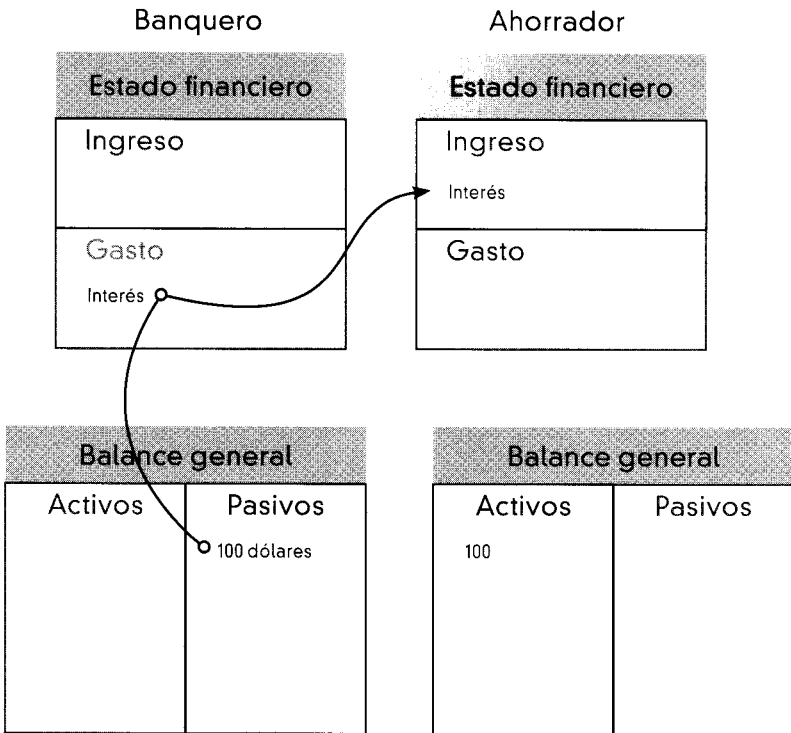 Banquero
Ahorrador
Estado financiero
Estado financiero
Ingreso
Ingreso
Interés
Gasto
Gasto
Interés
Balance general
Balance general
Activos
Pasivos
Activos
Pasivos
100 dólares
100